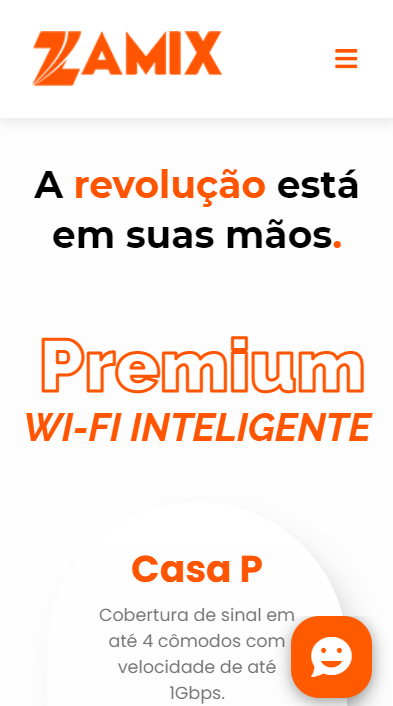 ZAMIX
A revolução está
em suas mãos.
Premium
WI-FI INTELIGENTE
Casa P
Cobertura de sinal em
até 4 cômodos com
velocidade de até
1Gbps.